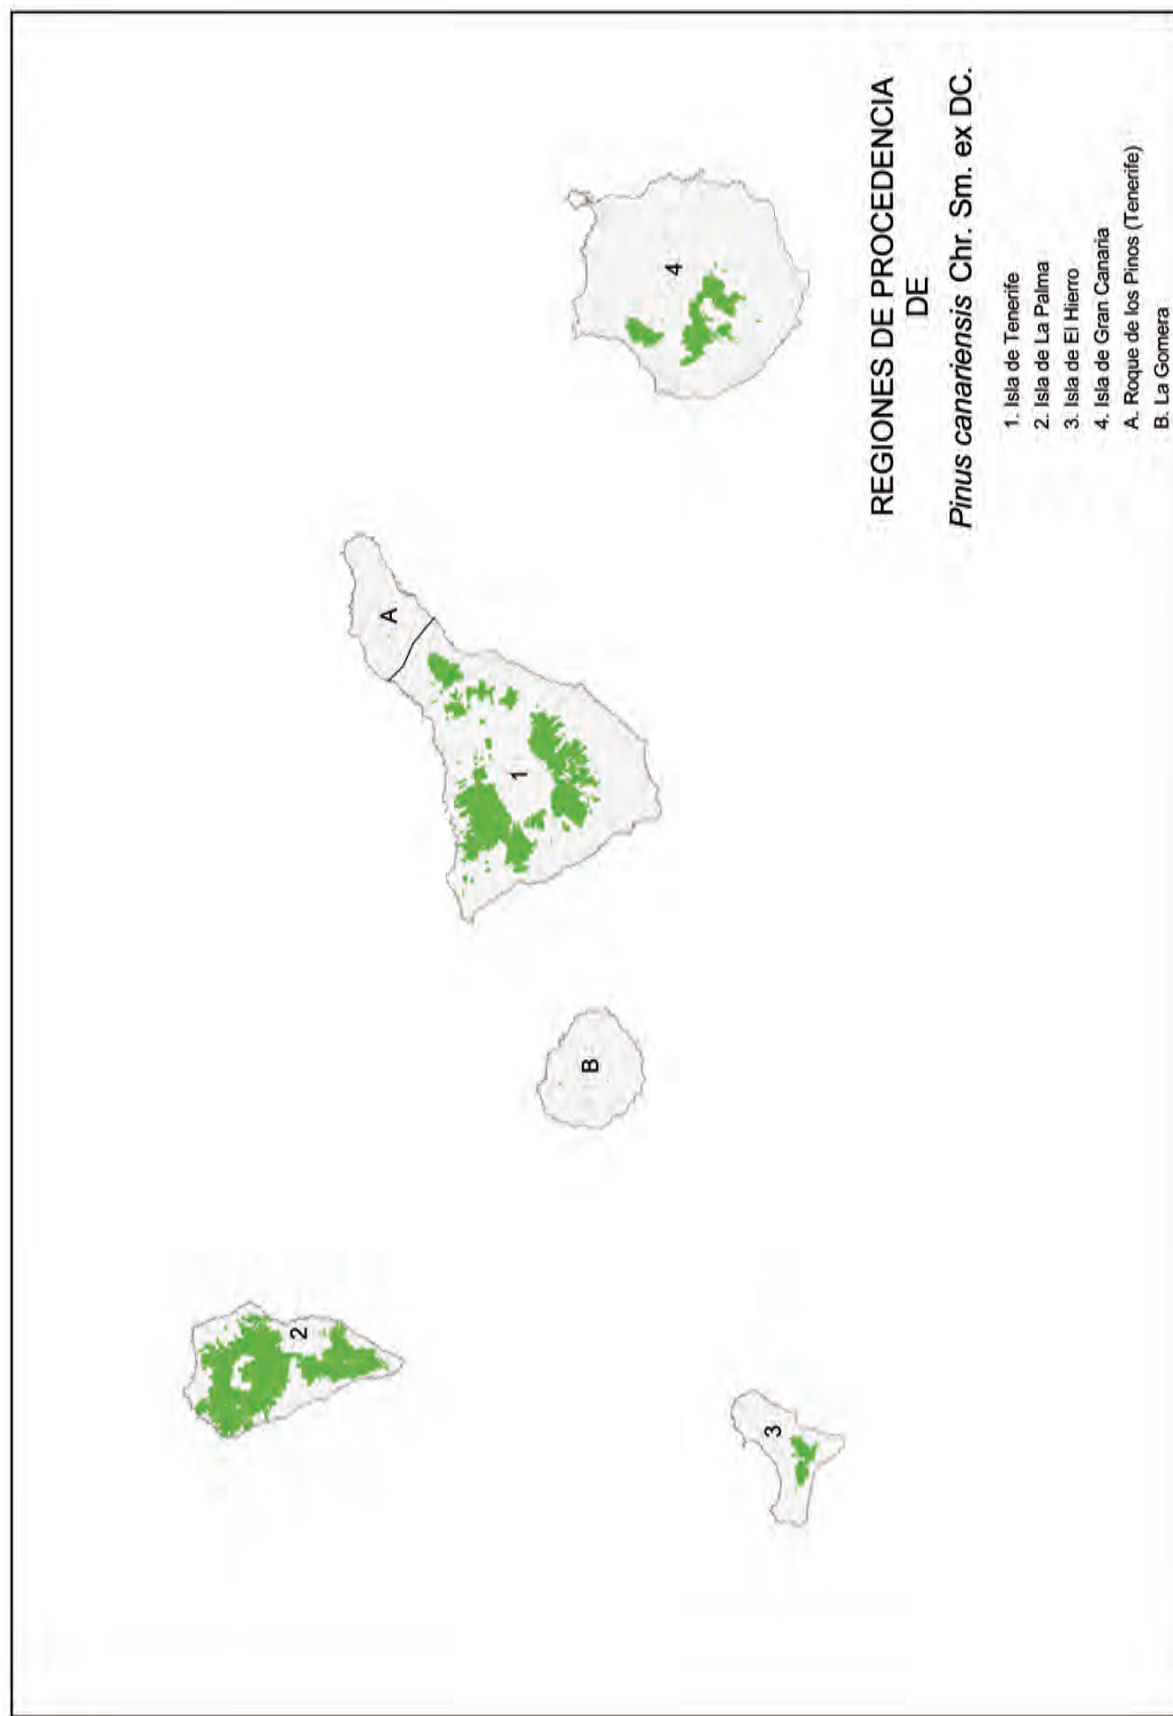 REGIONES DE PROCEDENCIA
DE
Pinus canariensis Chr. Sm. ex DC.
1. Isla de Tenerife
2. Isla de La Palma
3. Isla de El Hierro
4. Isla de Gran Canaria
A. Roque de los Pinos (Tenerife)
B. La Gomera
2
3
B
1
A
4